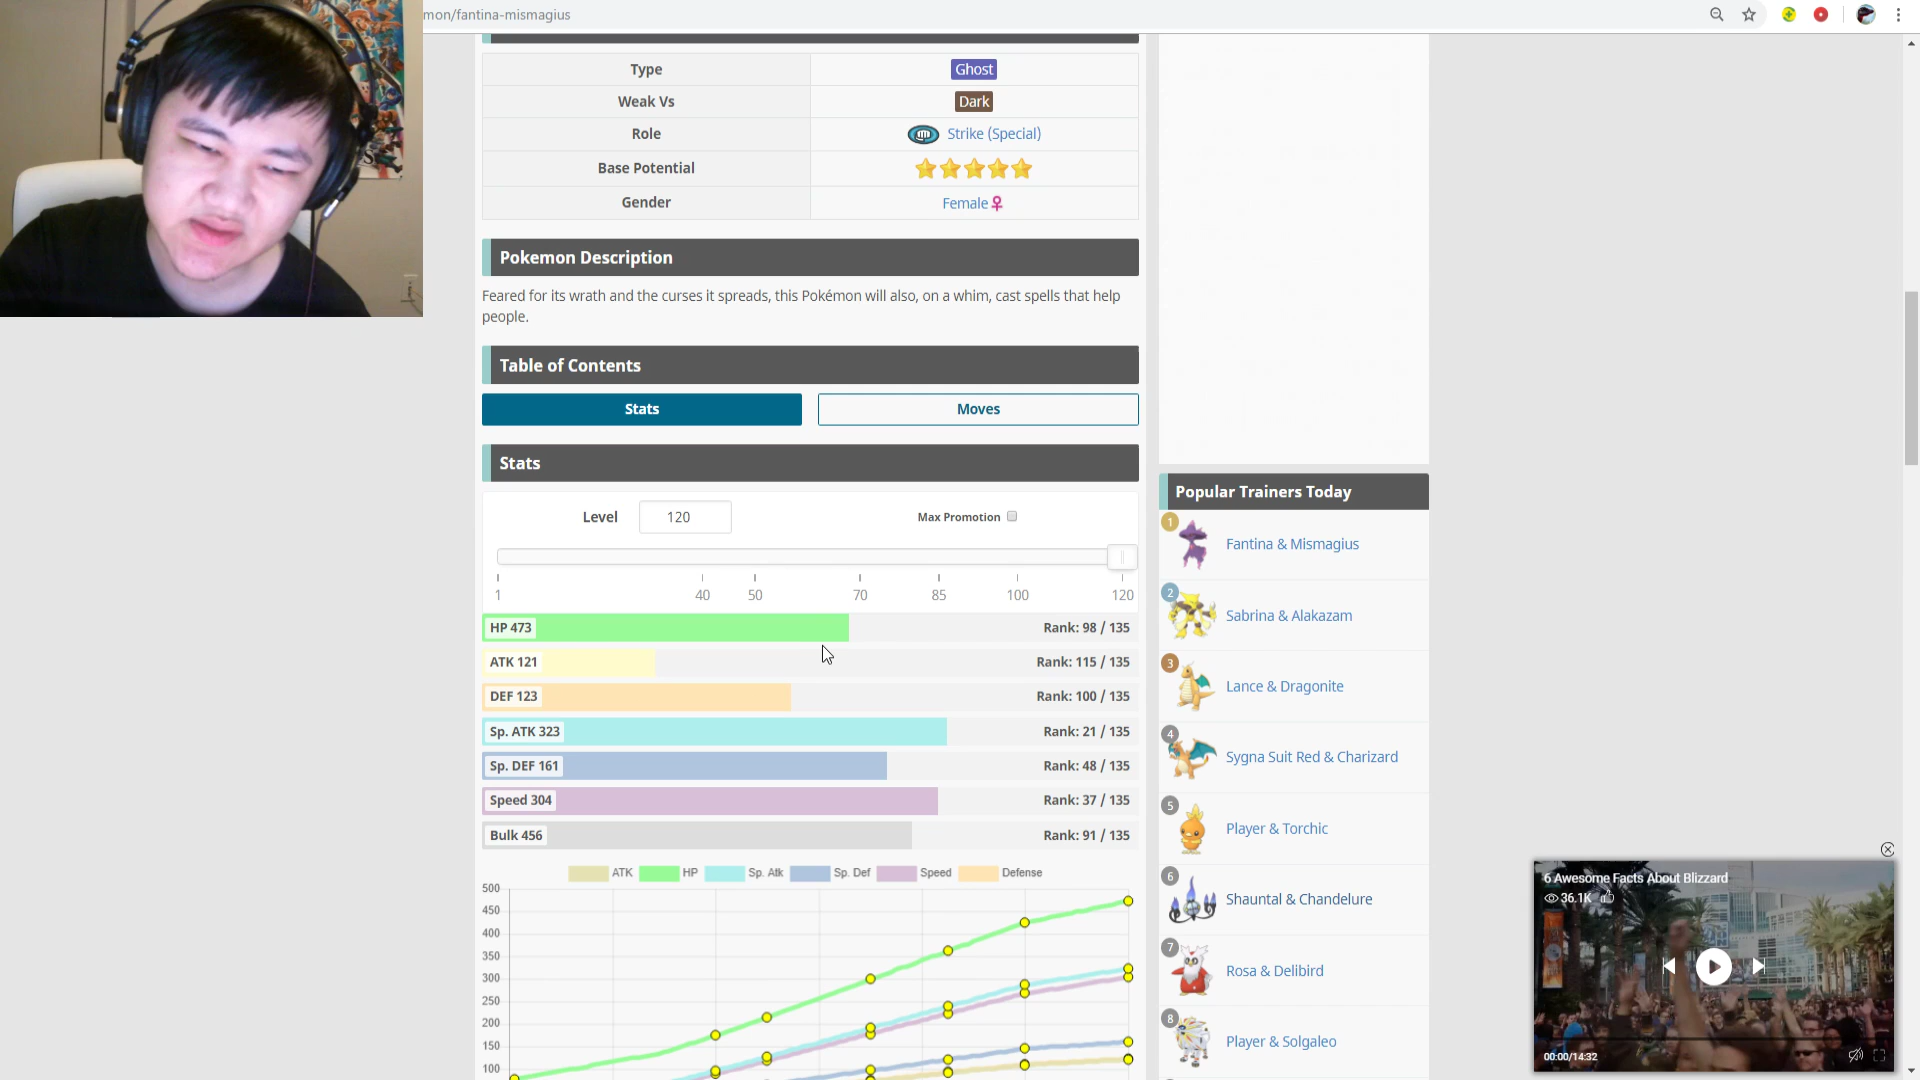 mon/fantina-mismagius
Type Ghost
Weak Vs Dark
Role Strike (Special)
Base Potential
Gender Female
Pokemon Description
Feared for its wrath and the curses it spreads, this Pokémon will also, on a whim, cast spells that help
people.
Table of Contents
Stats Moves
Stats
Level 120 Max Promotion
1 40 50 70 85 100 120
HP 473 Rank: 98 / 135
ATK 121 Rank: 115 / 135
DEF 123 Rank: 100 / 135
Sp. ATK 323 Rank: 21 / 135
Sp. DEF 161 Rank: 48 / 135
Speed 304 Rank: 37 / 135
Bulk 456 Rank: 91 / 135
ATK HP Sp. Atk Sp. Def Speed Defense
500
450
400
350
300
250
200
150
100
Popular Trainers Today
1 Fantina & Mismagius
2 Sabrina & Alakazam
3 Lance & Dragonite
4 Sygna Suit Red & Charizard
5 Player & Torchic
6 Shauntal & Chandelure
7 Rosa & Delibird
8 Player & Solgaleo
6 Awesome Facts About Blizzard
36.1K
00:00/14:32